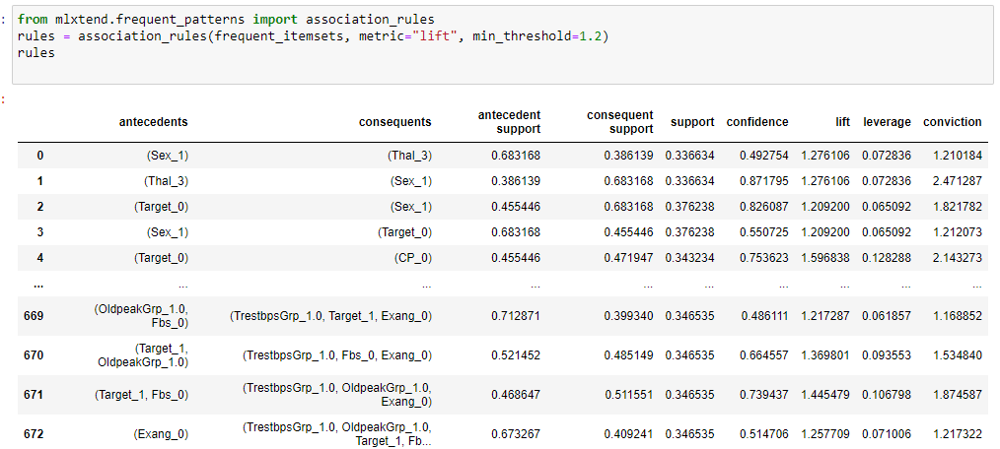 : from mlxtend.frequent_patterns import association_rules
rules = association_rules(frequent_itemsets, metric="lift", min_threshold=1.2)
rules
:
antecedents consequents antecedent support consequent support support confidence lift leverage conviction
0 (Sex_1) (Thal_3) 0.683168 0.386139 0.336634 0.492754 1.276106 0.072836 1.210184
1 (Thal_3) (Sex_1) 0.386139 0.683168 0.336634 0.871795 1.276106 0.072836 2.471287
2 (Target_0) (Sex_1) 0.455446 0.683168 0.376238 0.826087 1.209200 0.065092 1.821782
3 (Sex_1) (Target_0) 0.683168 0.455446 0.376238 0.550725 1.209200 0.065092 1.212073
4 (Target_0) (CP_0) 0.455446 0.471947 0.343234 0.753623 1.596838 0.128288 2.143273
... ... ... ... ... ... ... ... ... ...
669 (OldpeakGrp_1.0, Fbs_0) (TrestbpsGrp_1.0, Target_1, Exang_0) 0.712871 0.399340 0.346535 0.486111 1.217287 0.061857 1.168852
670 (Target_1, OldpeakGrp_1.0) (TrestbpsGrp_1.0, Fbs_0, Exang_0) 0.521452 0.485149 0.346535 0.664557 1.369801 0.093553 1.534840
671 (Target_1, Fbs_0) (TrestbpsGrp_1.0, OldpeakGrp_1.0, Exang_0) 0.468647 0.511551 0.346535 0.739437 1.445479 0.106798 1.874587
672 (Exang_0) (TrestbpsGrp_1.0, OldpeakGrp_1.0, Target_1, Fb... 0.673267 0.409241 0.346535 0.514706 1.257709 0.071006 1.217322